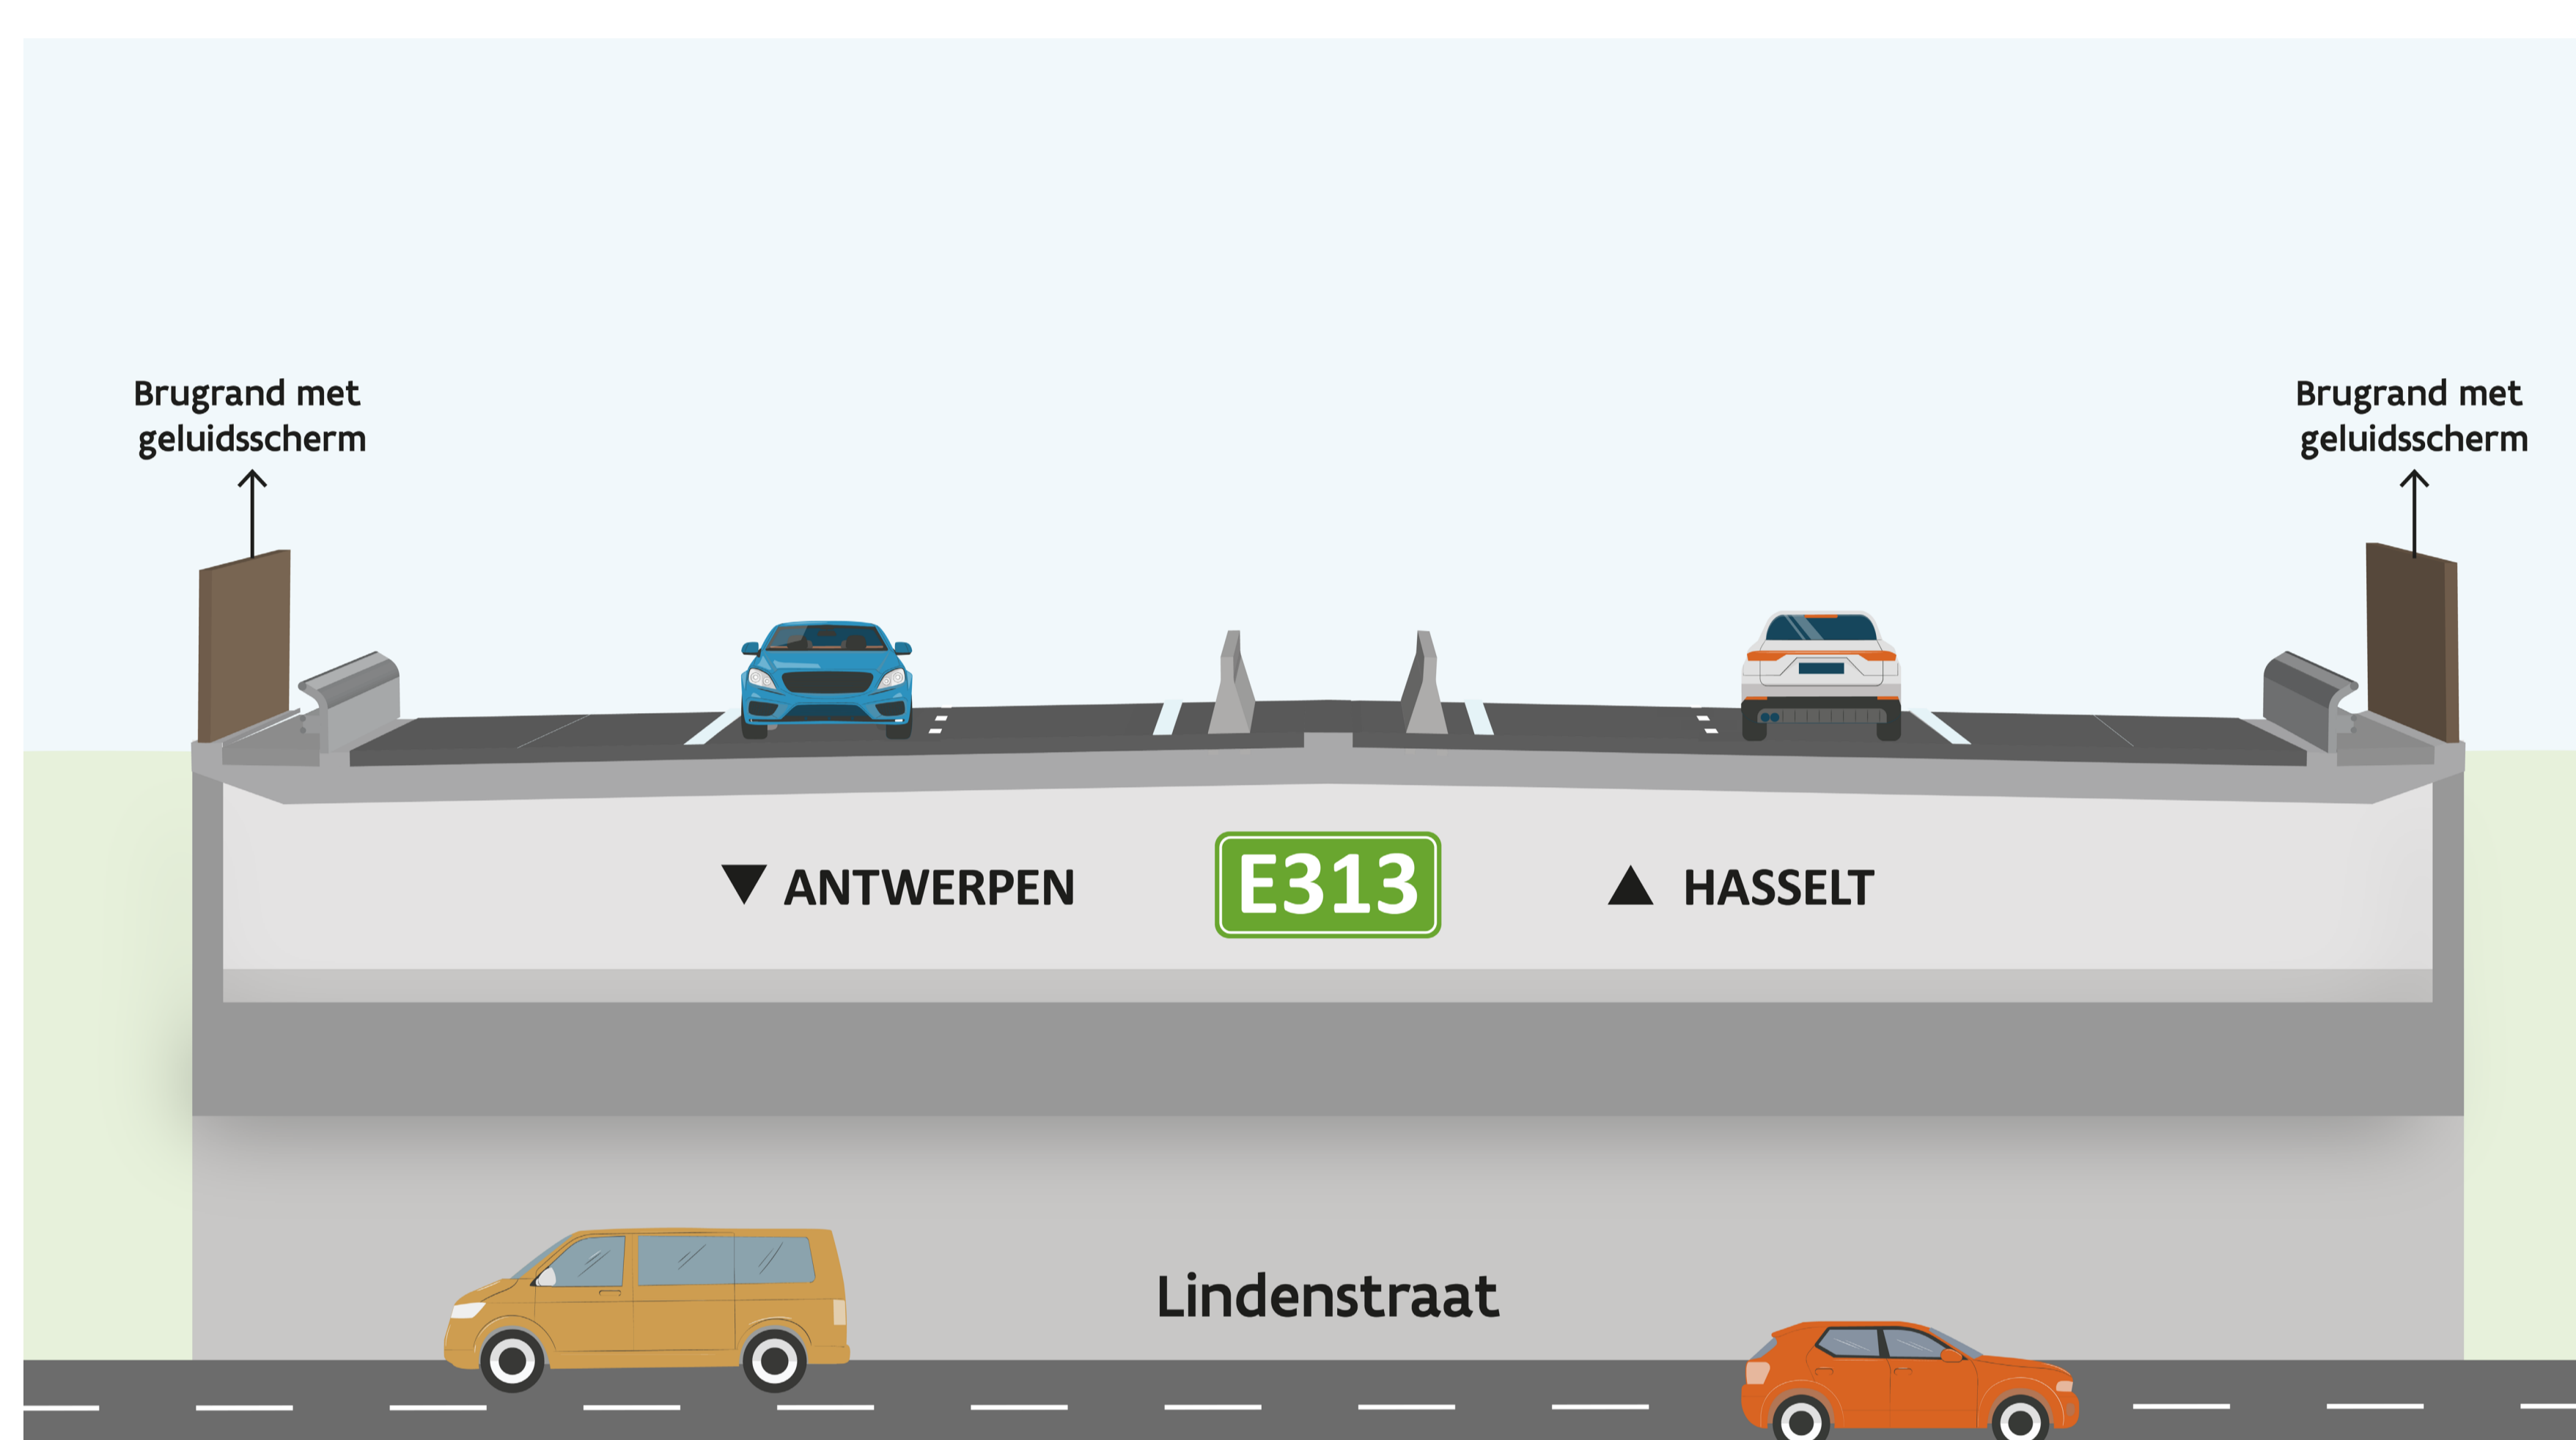 Brugrand met
geluidsscherm
Brugrand met
geluidsscherm
▼ ANTWERPEN
E313
▲ HASSELT
Lindenstraat